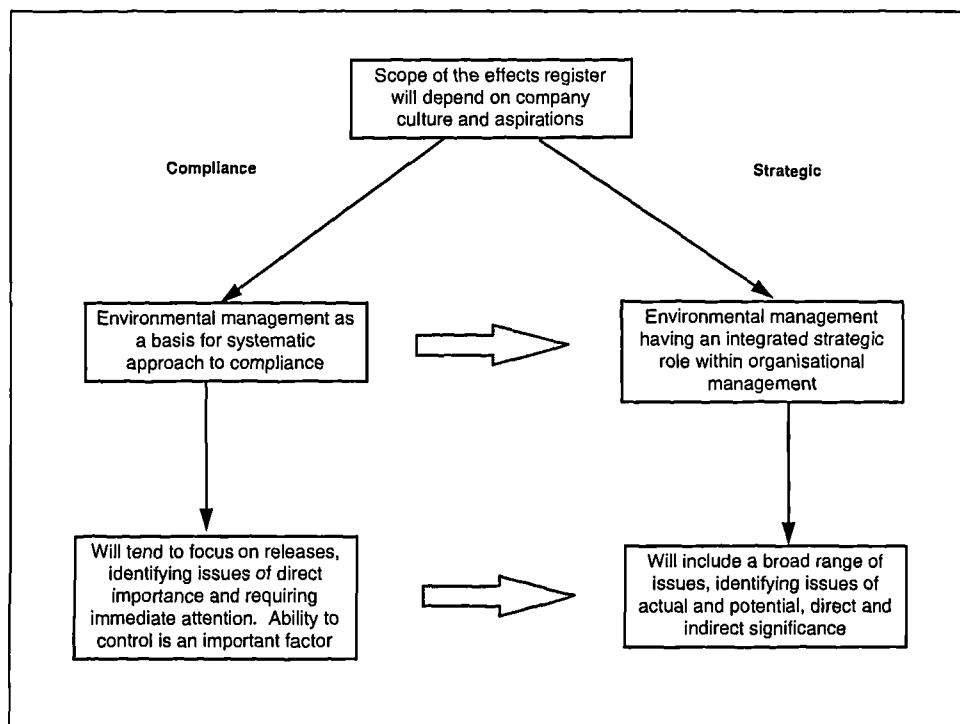 Scope of the effects register
will depend on company
culture and aspirations
Compliance
Strategic
Environmental management as
a basis for systematic
approach to compliance
Environmental management
having an integrated strategic
role within organisational
management
Will tend to focus on releases,
identifying issues of direct
importance and requiring
immediate attention. Ability to
control is an important factor
Will include a broad range of
issues, identifying issues of
actual and potential, direct and
indirect significance